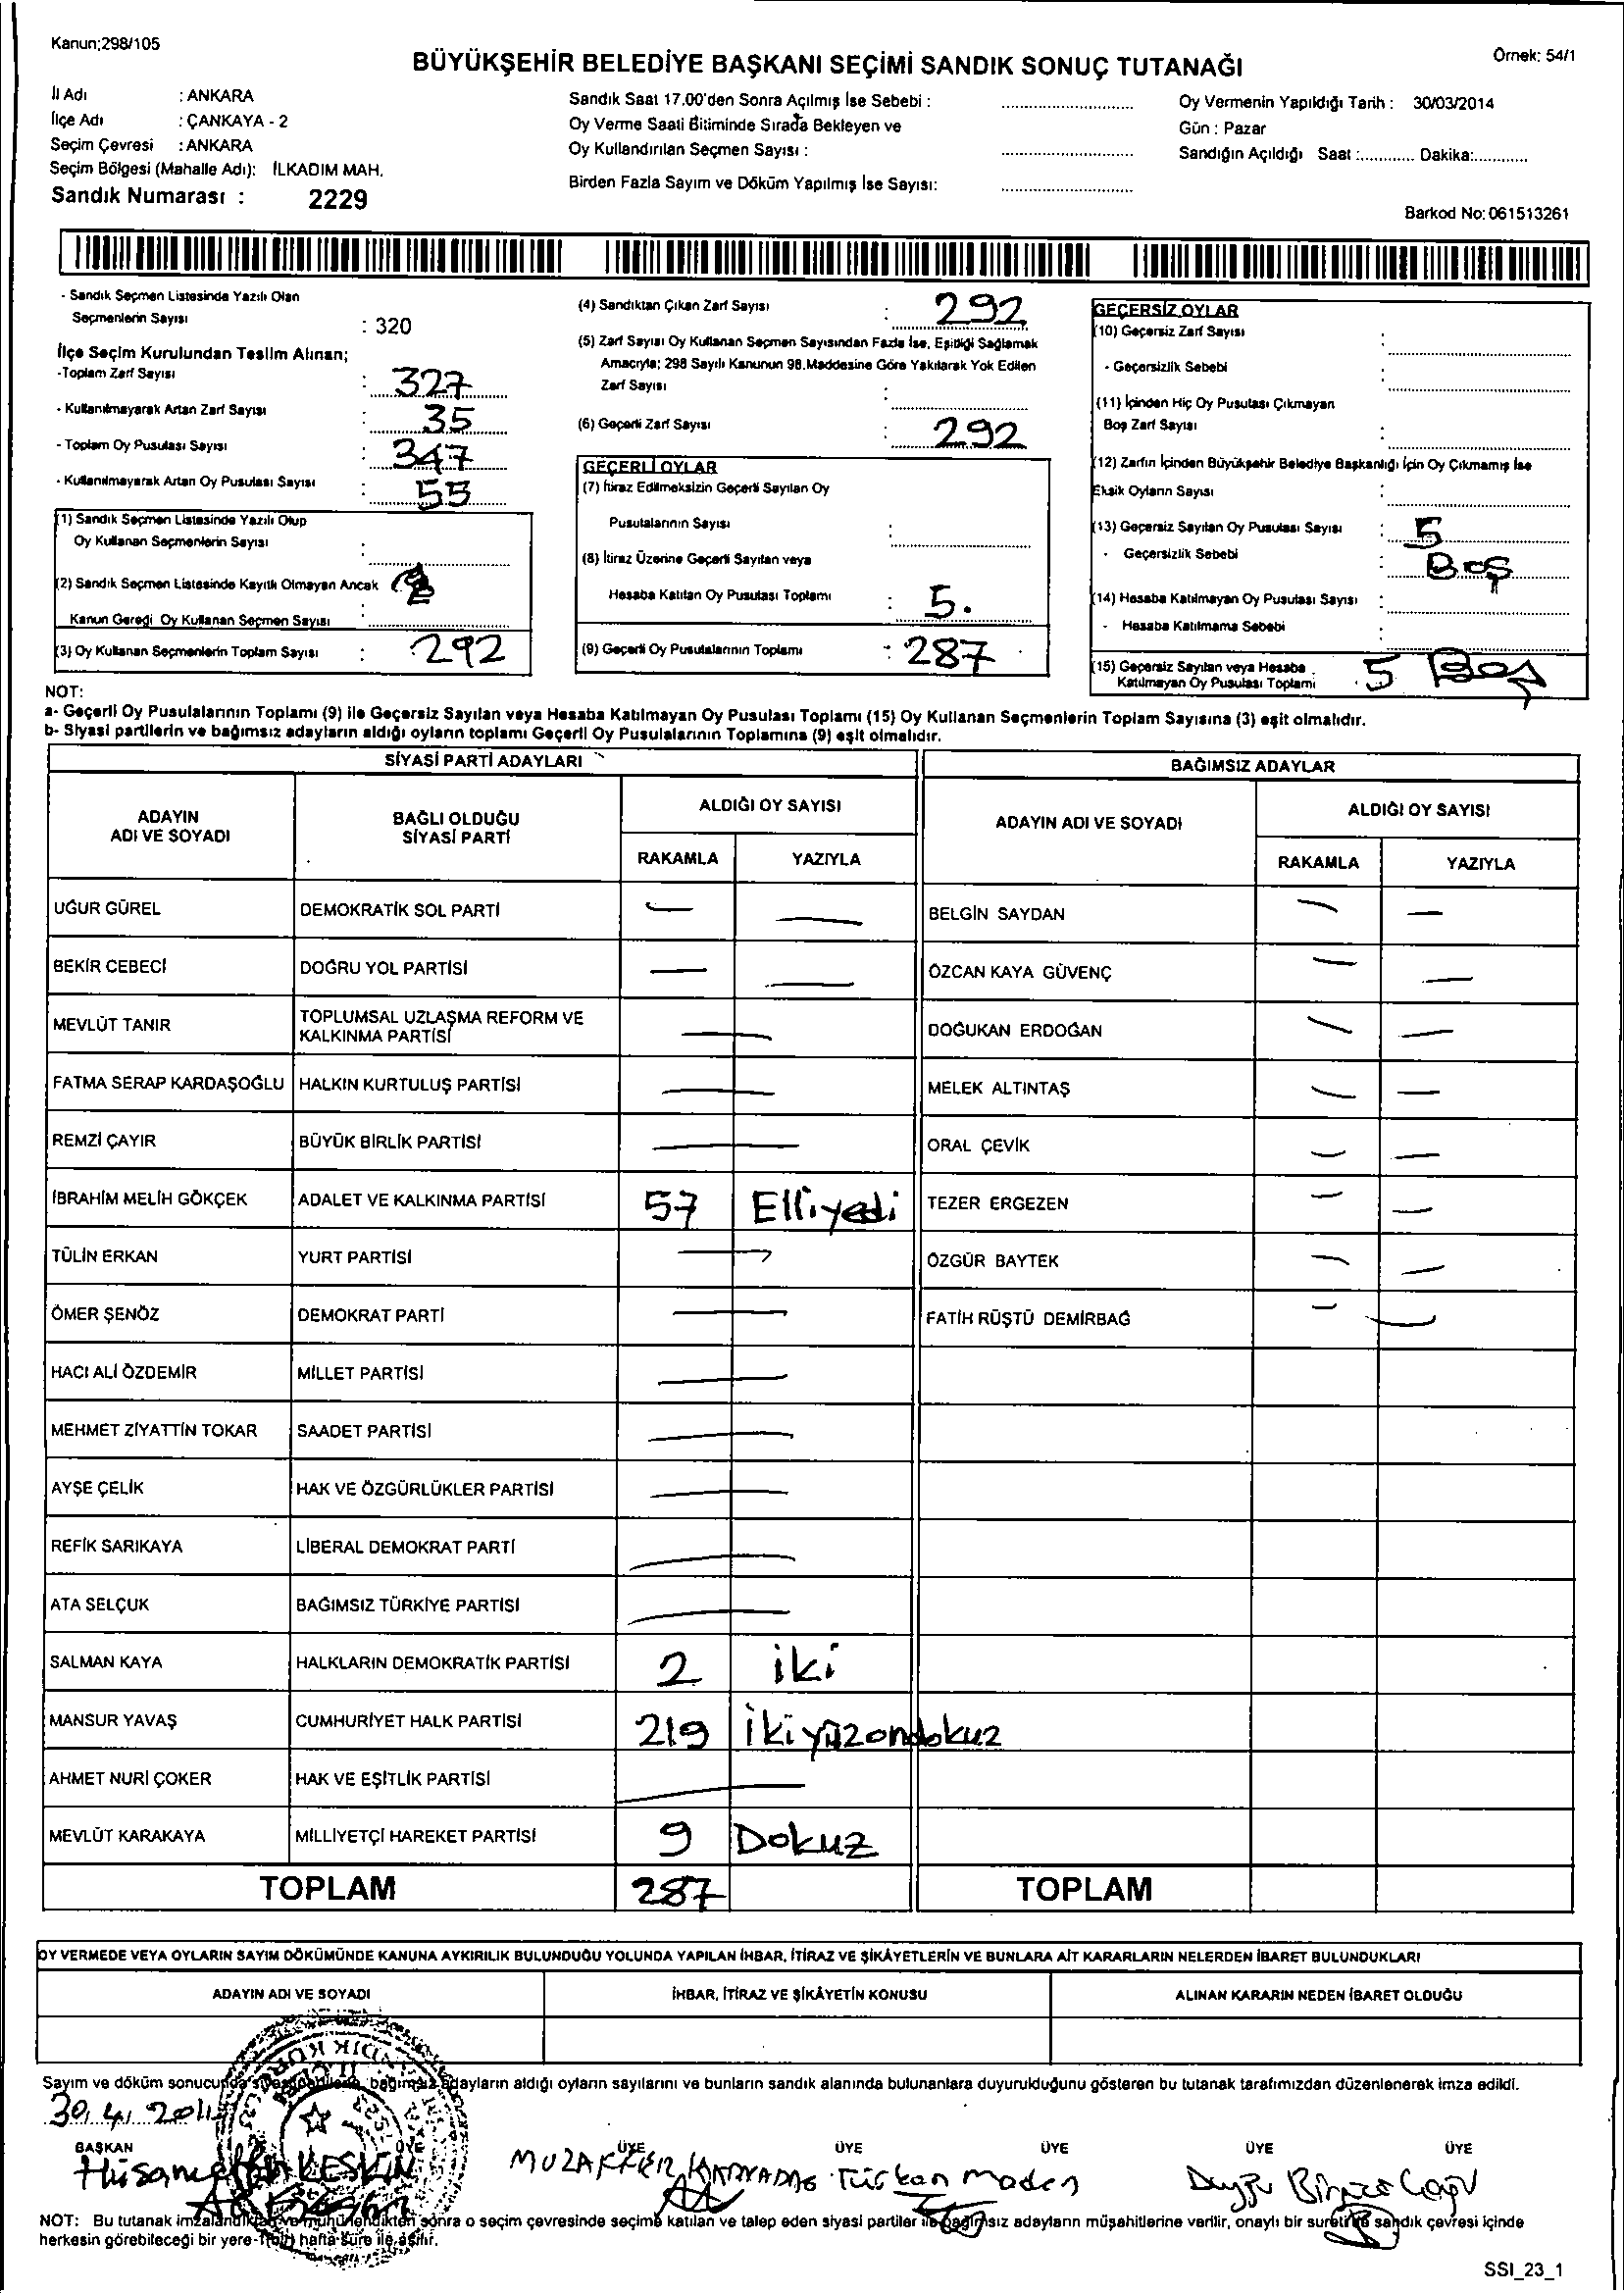 Kanun;298/105
BÜYÜKŞEHİR BELEDİYE BAŞKANI SEÇİMİ SANDIK SONUÇ TUTANAĞI
Örnek: 54/1
İl Adı : ANKARA
İlçe Adı : ÇANKAYA - 2
Seçim Çevresi : ANKARA
Seçim Bölgesi (Mahalle Adı): İLKADIM MAH.
Sandık Numarası : 2229
Sandık Saat 17.00'den Sonra Açılmış İse Sebebi :
Oy Verme Saati Bitiminde Sırada Bekleyen ve
Oy Kullandırılan Seçmen Sayısı :
Birden Fazla Sayım ve Döküm Yapılmış İse Sayısı:
Oy Vermenin Yapıldığı Tarih : 30/03/2014
Gün : Pazar
Sandığın Açıldığı Saat :............ Dakika:............
Barkod No: 061513261
- Sandık Seçmen Listesinde Yazılı Olan
Seçmenlerin Sayısı : 320
İlçe Seçim Kurulundan Teslim Alınan;
-Toplam Zarf Sayısı : 327
- Kullanılmayarak Artan Zarf Sayısı : 35
- Toplam Oy Pusulası Sayısı : 347
- Kullanılmayarak Artan Oy Pusulası Sayısı : 55
(1) Sandık Seçmen Listesinde Yazılı Olup
Oy Kullanan Seçmenlerin Sayısı :
(2) Sandık Seçmen Listesinde Kayıtlı Olmayan Ancak
Kanun Gereği Oy Kullanan Seçmen Sayısı :
(3) Oy Kullanan Seçmenlerin Toplam Sayısı : 292
(4) Sandıktan Çıkan Zarf Sayısı : 292
(5) Zarf Sayısı Oy Kullanan Seçmen Sayısından Fazla İse, Eşitliği Sağlamak
Amacıyla; 298 Sayılı Kanunun 98.Maddesine Göre Yakılarak Yok Edilen
Zarf Sayısı :
(6) Geçerli Zarf Sayısı : 292
GEÇERLİ OYLAR
(7) İtiraz Edilmeksizin Geçerli Sayılan Oy
Pusulalarının Sayısı :
(8) İtiraz Üzerine Geçerli Sayılan veya
Hesaba Katılan Oy Pusulası Toplamı : 5.
(9) Geçerli Oy Pusulalarının Toplamı : 287
GEÇERSİZ OYLAR
(10) Geçersiz Zarf Sayısı :
- Geçersizlik Sebebi :
(11) İçinden Hiç Oy Pusulası Çıkmayan
Boş Zarf Sayısı :
(12) Zarfın İçinden Büyükşehir Belediye Başkanlığı İçin Oy Çıkmamış İse
Eksik Oyların Sayısı :
(13) Geçersiz Sayılan Oy Pusulası Sayısı : 5
- Geçersizlik Sebebi : Boş
(14) Hesaba Katılmayan Oy Pusulası Sayısı :
- Hesaba Katılmama Sebebi :
(15) Geçersiz Sayılan veya Hesaba
Katılmayan Oy Pusulası Toplamı : 5 Boş
NOT:
a- Geçerli Oy Pusulalarının Toplamı (9) ile Geçersiz Sayılan veya Hesaba Katılmayan Oy Pusulası Toplamı (15) Oy Kullanan Seçmenlerin Toplam Sayısına (3) eşit olmalıdır.
b- Siyasi partilerin ve bağımsız adayların aldığı oyların toplamı Geçerli Oy Pusulalarının Toplamına (9) eşit olmalıdır.
SİYASİ PARTİ ADAYLARI
BAĞIMSIZ ADAYLAR
ADAYIN
ADI VE SOYADI
BAĞLI OLDUĞU
SİYASİ PARTİ
ALDIĞI OY SAYISI
RAKAMLA YAZIYLA
ADAYIN ADI VE SOYADI
ALDIĞI OY SAYISI
RAKAMLA YAZIYLA
UĞUR GÜREL DEMOKRATİK SOL PARTİ — — BELGİN SAYDAN — —
BEKİR CEBECİ DOĞRU YOL PARTİSİ — — ÖZCAN KAYA GÜVENÇ — —
MEVLÜT TANIR TOPLUMSAL UZLAŞMA REFORM VE
KALKINMA PARTİSİ — DOĞUKAN ERDOĞAN — —
FATMA SERAP KARDAŞOĞLU HALKIN KURTULUŞ PARTİSİ — MELEK ALTINTAŞ — —
REMZİ ÇAYIR BÜYÜK BİRLİK PARTİSİ — ORAL ÇEVİK — —
İBRAHİM MELİH GÖKÇEK ADALET VE KALKINMA PARTİSİ 57 Elliyedi TEZER ERGEZEN — —
TÜLİN ERKAN YURT PARTİSİ — ÖZGÜR BAYTEK — —
ÖMER ŞENÖZ DEMOKRAT PARTİ — FATİH RÜŞTÜ DEMİRBAĞ — —
HACI ALİ ÖZDEMİR MİLLET PARTİSİ —
MEHMET ZİYATTİN TOKAR SAADET PARTİSİ —
AYŞE ÇELİK HAK VE ÖZGÜRLÜKLER PARTİSİ —
REFİK SARIKAYA LİBERAL DEMOKRAT PARTİ —
ATA SELÇUK BAĞIMSIZ TÜRKİYE PARTİSİ —
SALMAN KAYA HALKLARIN DEMOKRATİK PARTİSİ 2 iki
MANSUR YAVAŞ CUMHURİYET HALK PARTİSİ 219 ikiyüzondokuz
AHMET NURİ ÇOKER HAK VE EŞİTLİK PARTİSİ —
MEVLÜT KARAKAYA MİLLİYETÇİ HAREKET PARTİSİ 9 Dokuz
TOPLAM 287 TOPLAM
OY VERMEDE VEYA OYLARIN SAYIM DÖKÜMÜNDE KANUNA AYKIRILIK BULUNDUĞU YOLUNDA YAPILAN İHBAR, İTİRAZ VE ŞİKÂYETLERİN VE BUNLARA AİT KARARLARIN NELERDEN İBARET BULUNDUKLARI
ADAYIN ADI VE SOYADI İHBAR, İTİRAZ VE ŞİKÂYETİN KONUSU ALINAN KARARIN NEDEN İBARET OLDUĞU
Sayım ve döküm sonucunda bağımsız adayların aldığı oyların sayılarını ve bunların sandık alanında bulunanlara duyurulduğunu gösteren bu tutanak tarafımızdan düzenlenerek imza edildi.
30.4.
BAŞKAN ÜYE ÜYE ÜYE ÜYE ÜYE ÜYE
KESKİN MUZAFFER Türkan Maden Duygu
NOT: Bu tutanak imzalandıktan ve mühürlendikten sonra o seçim çevresinde seçime katılan ve talep eden siyasi partiler ile bağımsız adayların müşahitlerine verilir, onaylı bir sureti de sandık çevresi içinde
herkesin görebileceği bir yere hafta süre ile asılır.
SSI_23_1